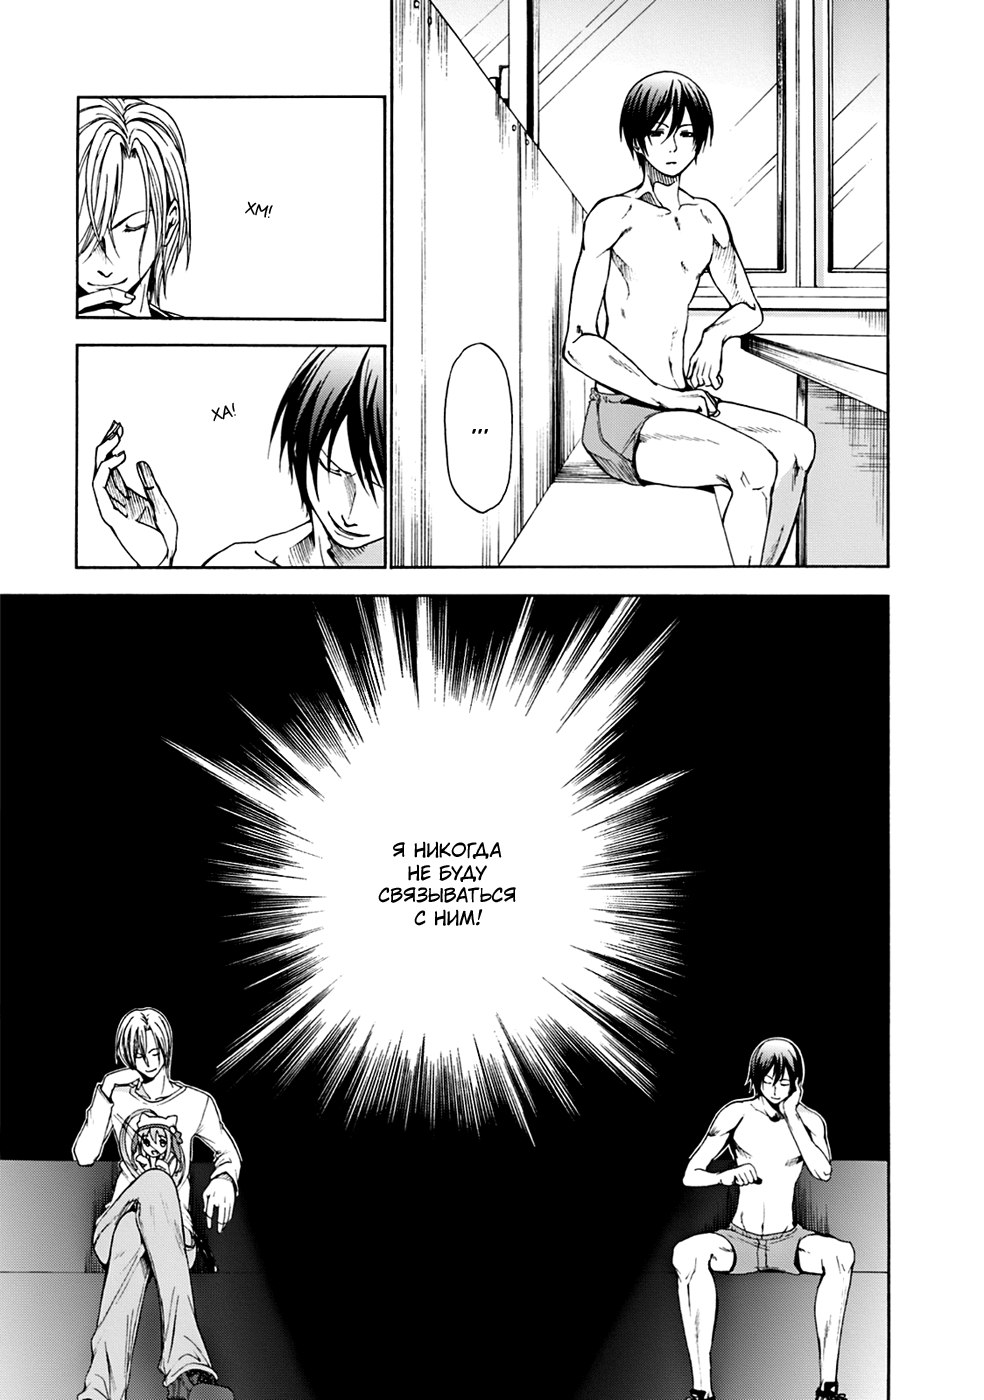 ...
ХМ!
ХА!
Я НИКОГДА
НЕ БУДУ
СВЯЗЫВАТЬСЯ
С НИМ!